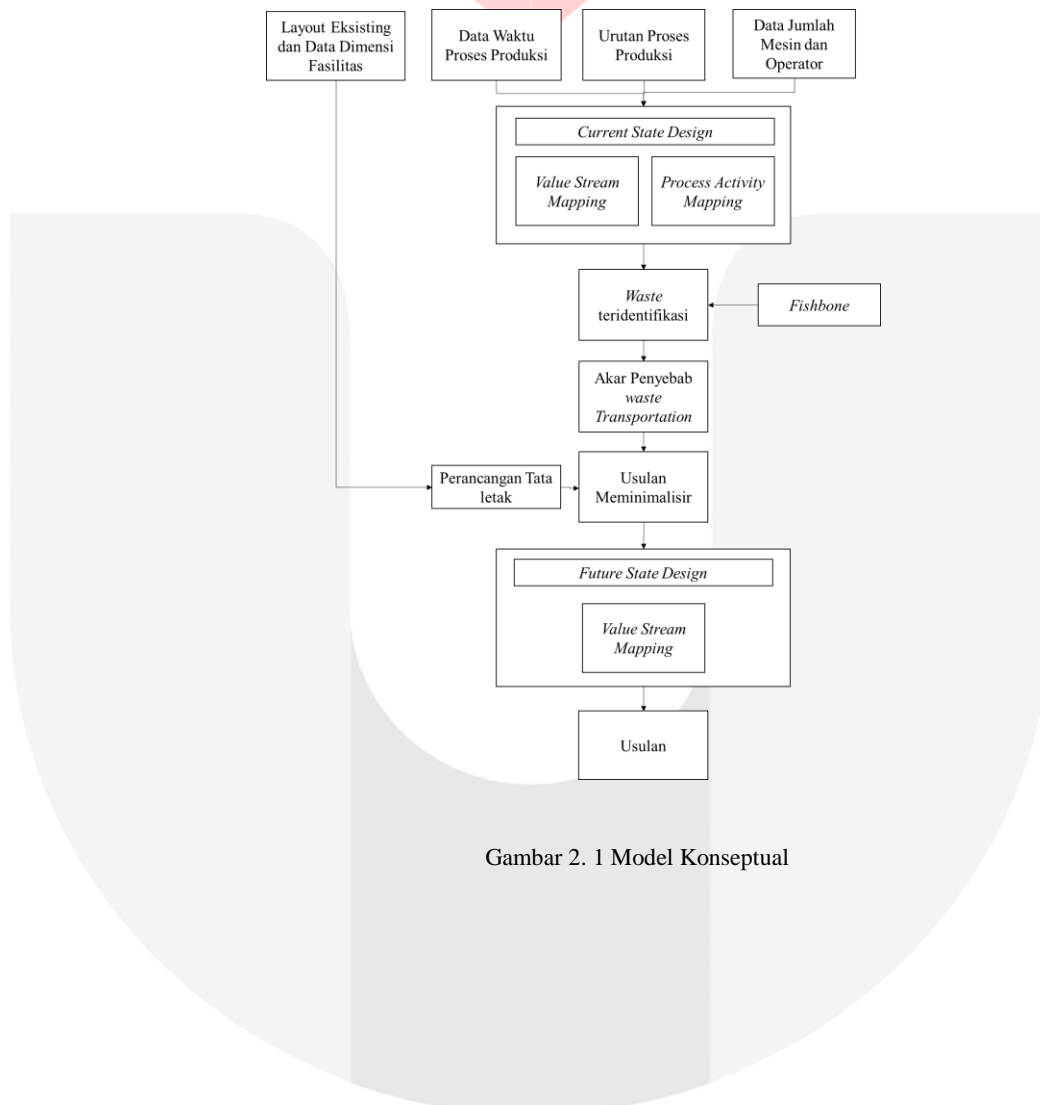 Layout Eksisting
dan Data Dimensi
Fasilitas
Data Waktu
Proses Produksi
Urutan Proses
Produksi
Data Jumlah
Mesin dan
Operator
Current State Design
Value Stream
Mapping
Process Activity
Mapping
Waste
teridentifikasi
Fishbone
Akar Penyebab
waste
Transportation
Perancangan Tata
letak
Usulan
Meminimalisir
Future State Design
Value Stream
Mapping
Usulan
Gambar 2. 1 Model Konseptual